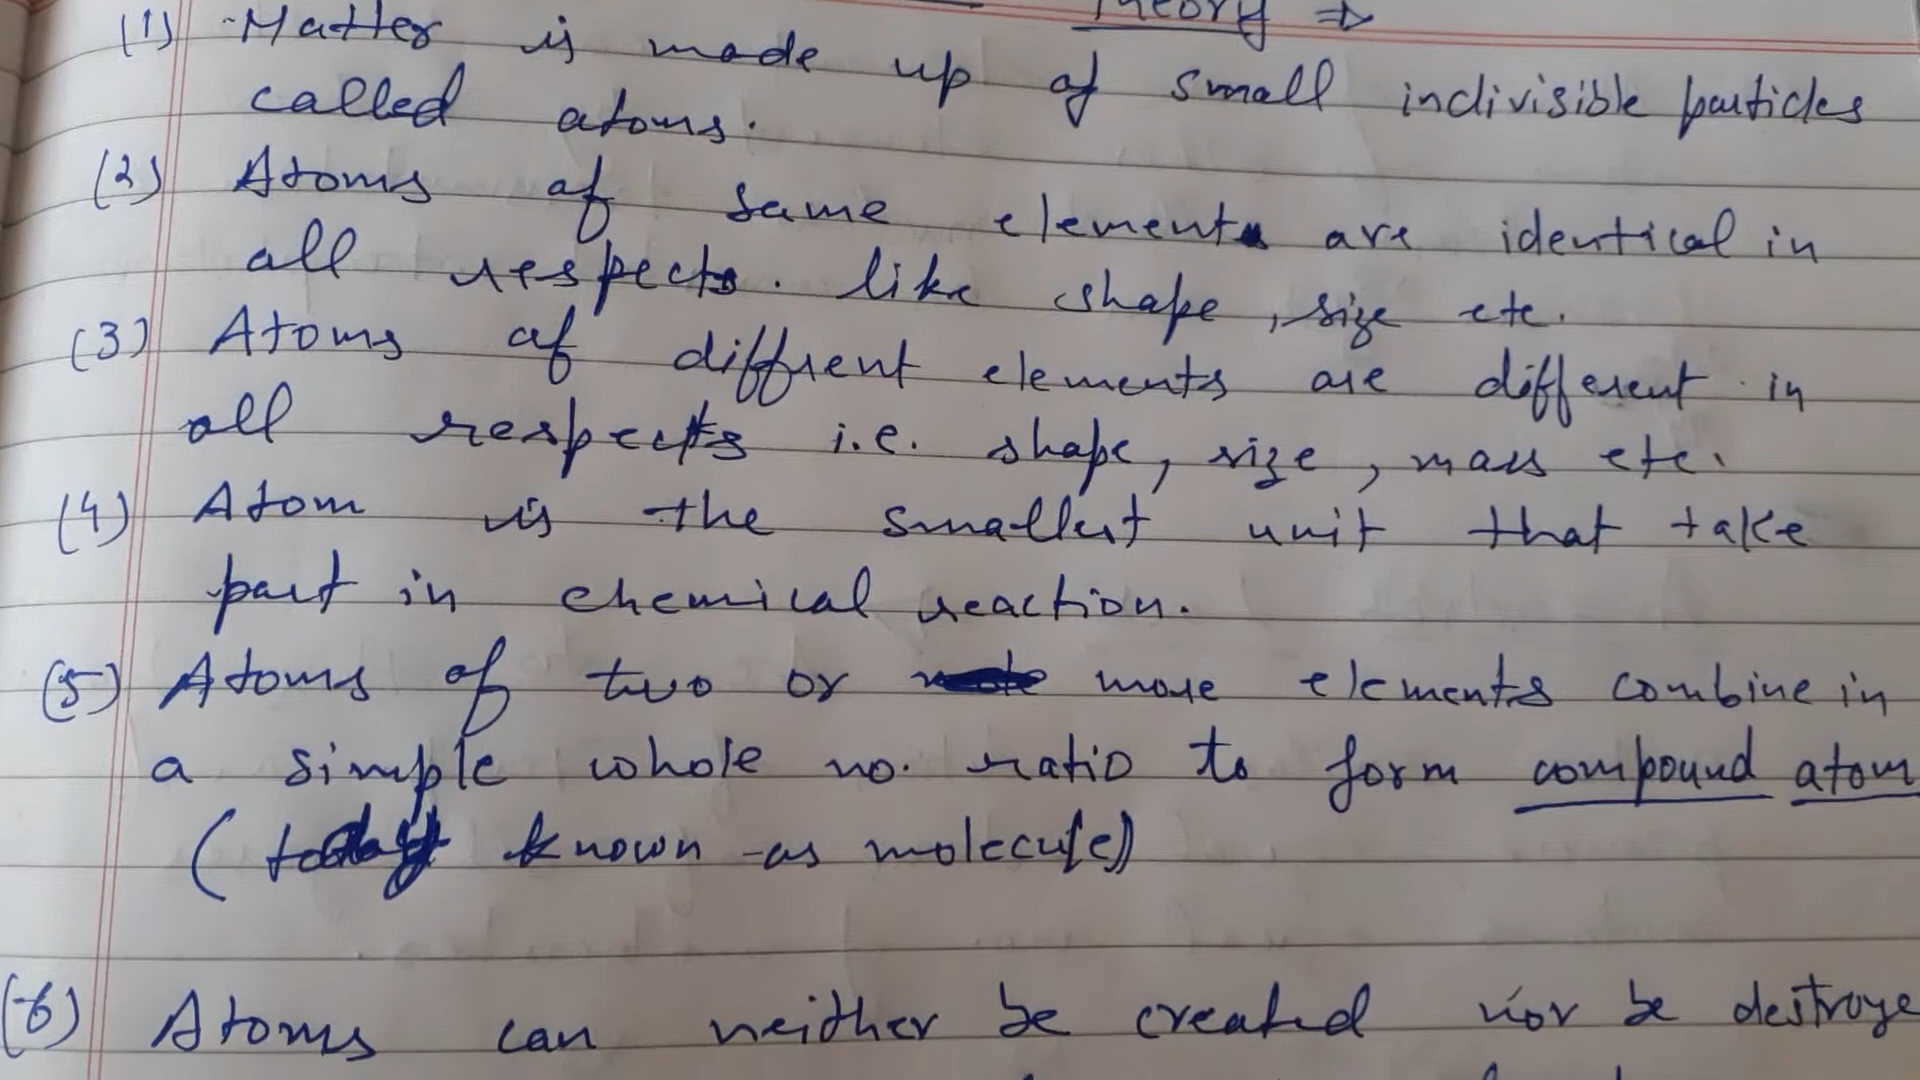 Theory ⇒
(1) Matter is made up of small indivisible particles
called atoms.
(2) Atoms of same element are identical in
all respects. like shape, size etc.
(3) Atoms of diffrent elements are different in
all respects i.e. shape, size, mass etc.
(4) Atom is the smallest unit that take
part in chemical reaction.
(5) Atoms of two or more elements combine in
a simple whole no. ratio to form compound atom
(today known as molecule)
(6) Atoms can neither be created nor be destroye